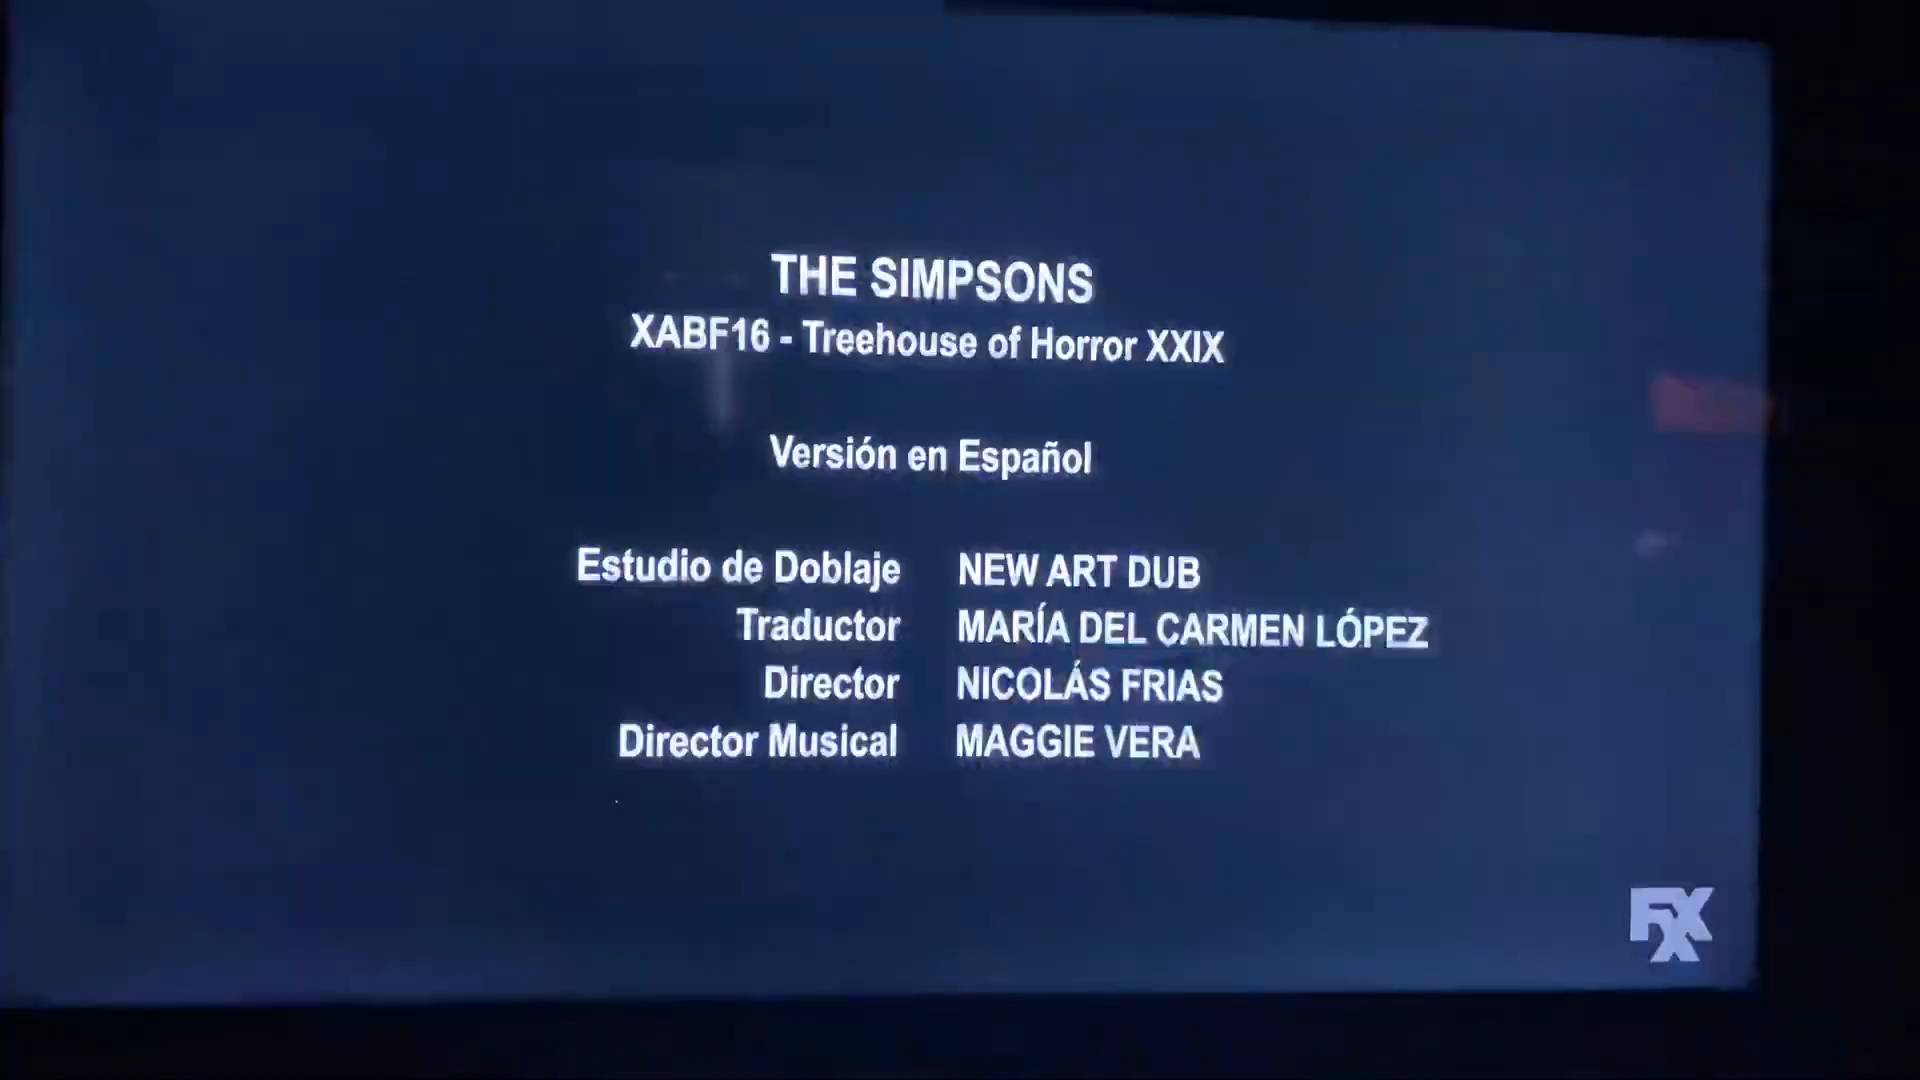 THE SIMPSONS
XABF16 - Treehouse of Horror XXIX
Versión en Español
Estudio de Doblaje NEW ART DUB
Traductor MARÍA DEL CARMEN LÓPEZ
Director NICOLÁS FRIAS
Director Musical MAGGIE VERA
FXX